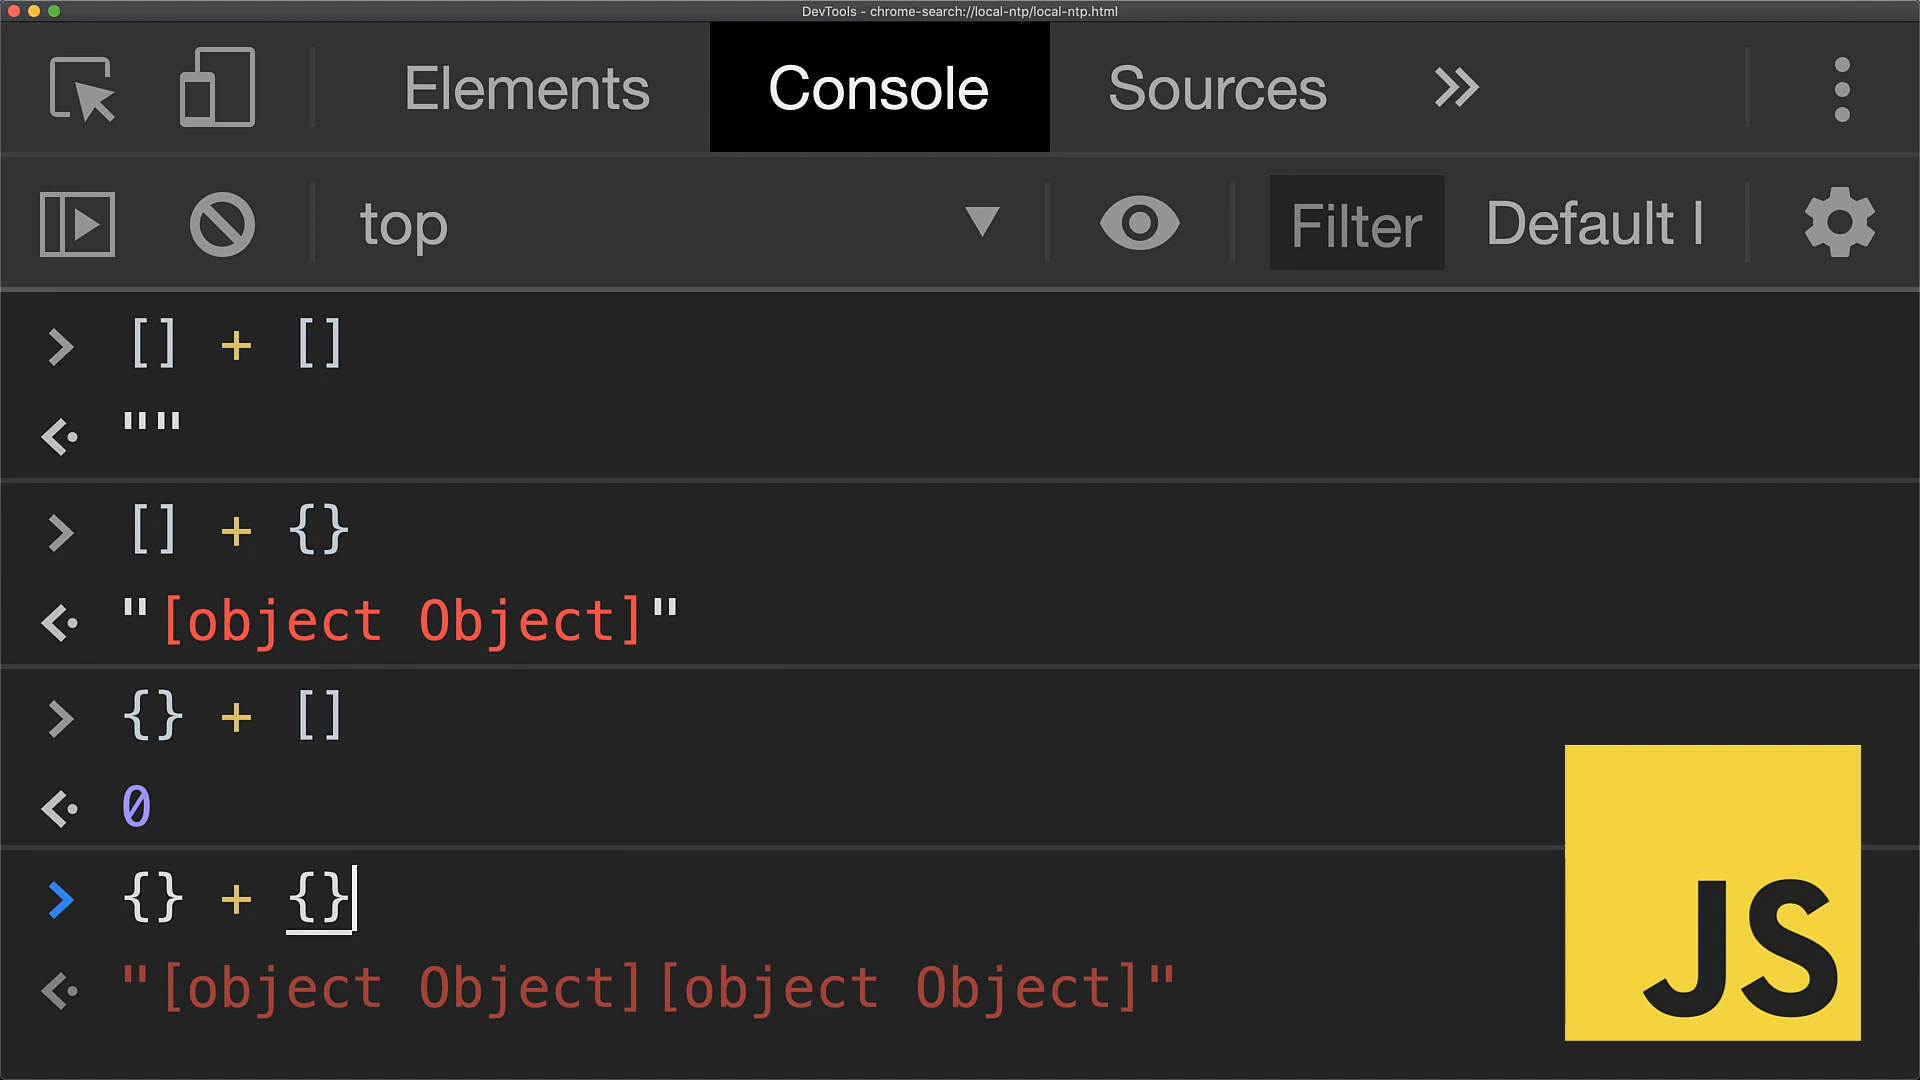 DevTools - chrome-search://local-ntp/local-ntp.html
Elements Console Sources »
top ▼ Filter Default l
> [] + []
<· ""
> [] + {}
<· "[object Object]"
> {} + []
<· 0
> {} + {}
<· "[object Object][object Object]"
JS